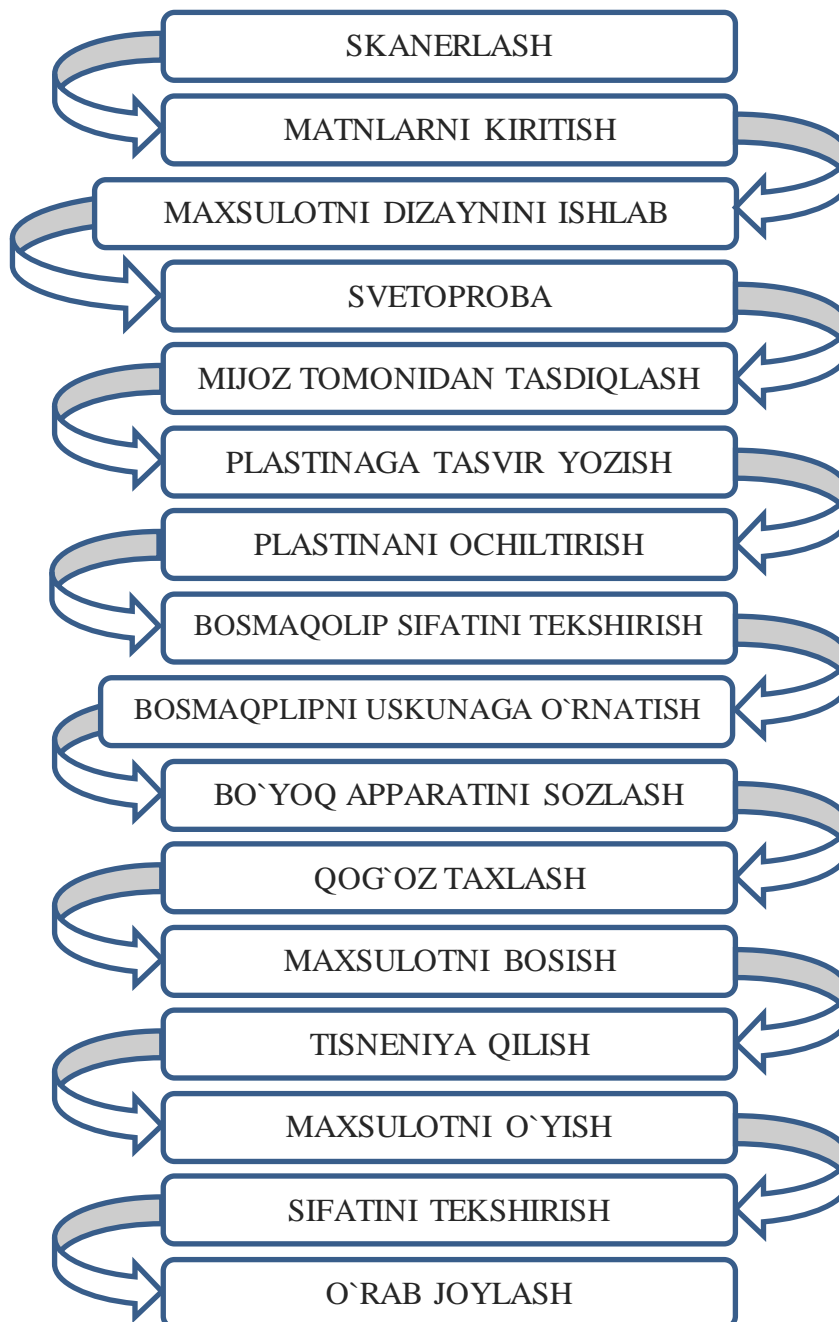 SKANERLASH
MATNLARNI KIRITISH
MAXSULOTNI DIZAYNINI ISHLAB
SVETOPROBA
MIJOZ TOMONIDAN TASDIQLASH
PLASTINAGA TASVIR YOZISH
PLASTINANI OCHILTIRISH
BOSMAQOLIP SIFATINI TEKSHIRISH
BOSMAQPLIPNI USKUNAGA O`RNATISH
BO`YOQ APPARATINI SOZLASH
QOG`OZ TAXLASH
MAXSULOTNI BOSISH
TISNENIYA QILISH
MAXSULOTNI O`YISH
SIFATINI TEKSHIRISH
O`RAB JOYLASH